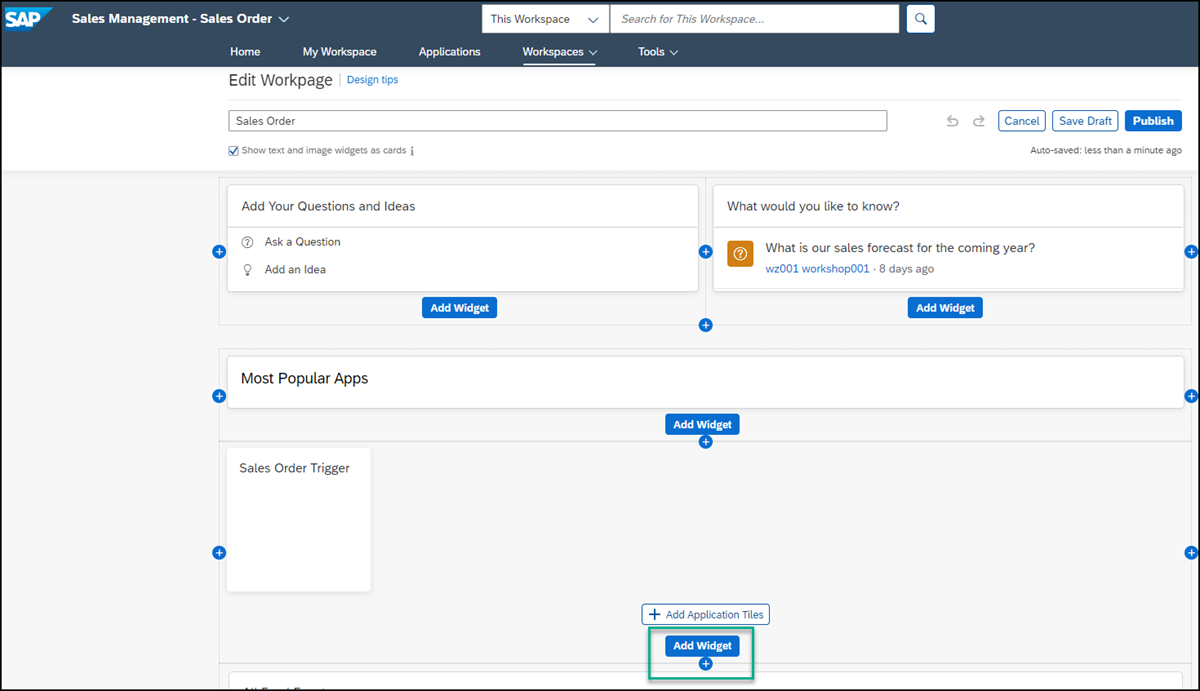 SAP Sales Management - Sales Order This Workspace Search for This Workspace...
Home My Workspace Applications Workspaces Tools
Edit Workpage Design tips
Sales Order Cancel Save Draft Publish
Show text and image widgets as cards i Auto-saved: less than a minute ago
Add Your Questions and Ideas What would you like to know?
Ask a Question What is our sales forecast for the coming year?
Add an Idea wz001 workshop001 · 8 days ago
Add Widget Add Widget
Most Popular Apps
Add Widget
Sales Order Trigger
+ Add Application Tiles
Add Widget